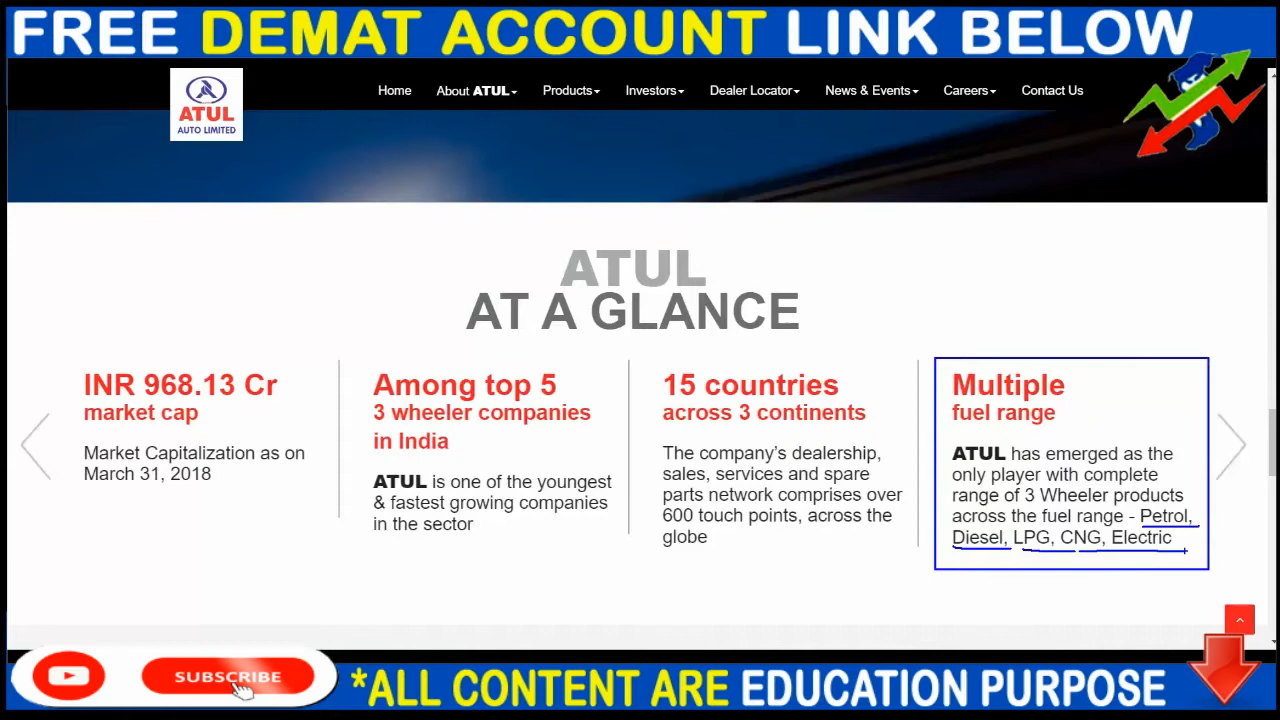 FREE DEMAT ACCOUNT LINK BELOW
ATUL
AUTO LIMITED
Home About ATUL Products Investors Dealer Locator News & Events Careers Contact Us
ATUL
AT A GLANCE
INR 968.13 Cr
market cap
Market Capitalization as on
March 31, 2018
Among top 5
3 wheeler companies
in India
ATUL is one of the youngest
& fastest growing companies
in the sector
15 countries
across 3 continents
The company's dealership,
sales, services and spare
parts network comprises over
600 touch points, across the
globe
Multiple
fuel range
ATUL has emerged as the
only player with complete
range of 3 Wheeler products
across the fuel range - Petrol,
Diesel, LPG, CNG, Electric
SUBSCRIBE
*ALL CONTENT ARE EDUCATION PURPOSE